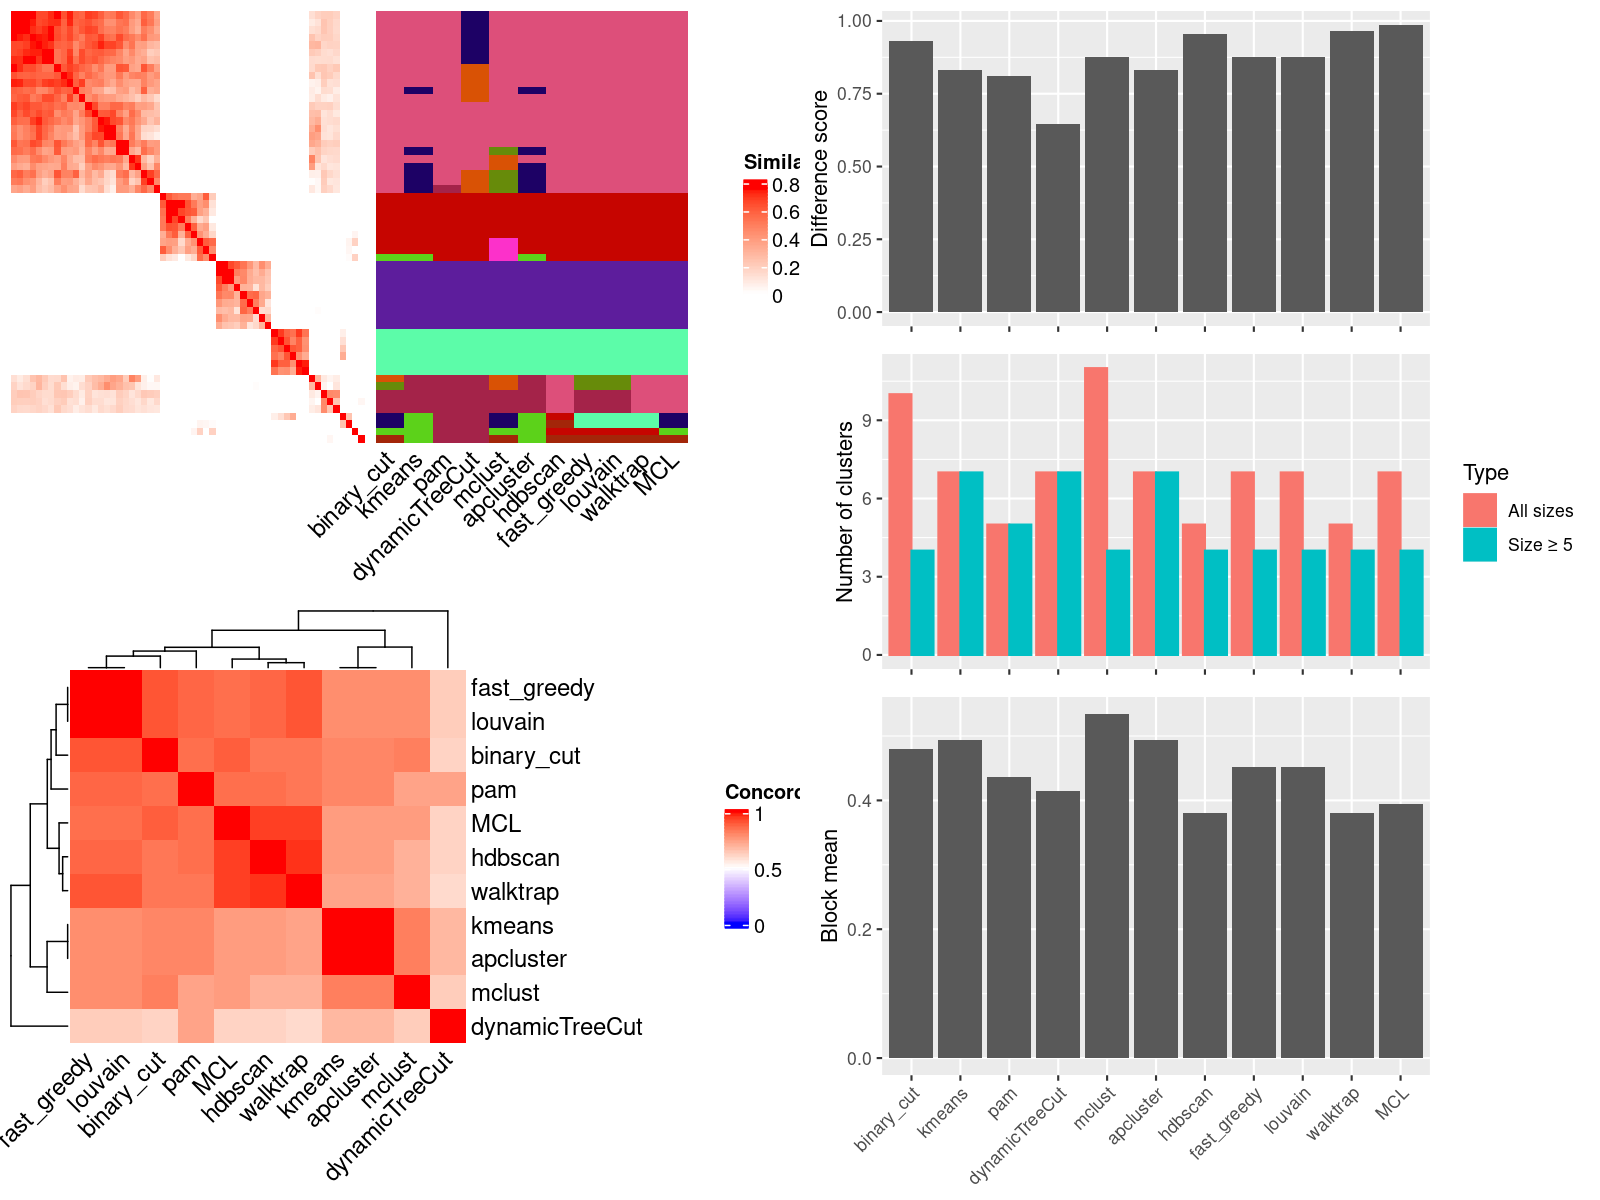 Simila
0.8
0.6
0.4
0.2
0
binary_cut
kmeans
pam
dynamicTreeCut
mclust
apcluster
hdbscan
fast_greedy
louvain
walktrap
MCL
fast_greedy
louvain
binary_cut
pam
MCL
hdbscan
walktrap
kmeans
apcluster
mclust
dynamicTreeCut
fast_greedy
louvain
binary_cut
pam
MCL
hdbscan
walktrap
kmeans
apcluster
mclust
dynamicTreeCut
Concord
1
0.5
0
Difference score
1.00
0.75
0.50
0.25
0.00
Number of clusters
9
6
3
0
Type
All sizes
Size ≥ 5
Block mean
0.4
0.2
0.0
binary_cut
kmeans
pam
dynamicTreeCut
mclust
apcluster
hdbscan
fast_greedy
louvain
walktrap
MCL